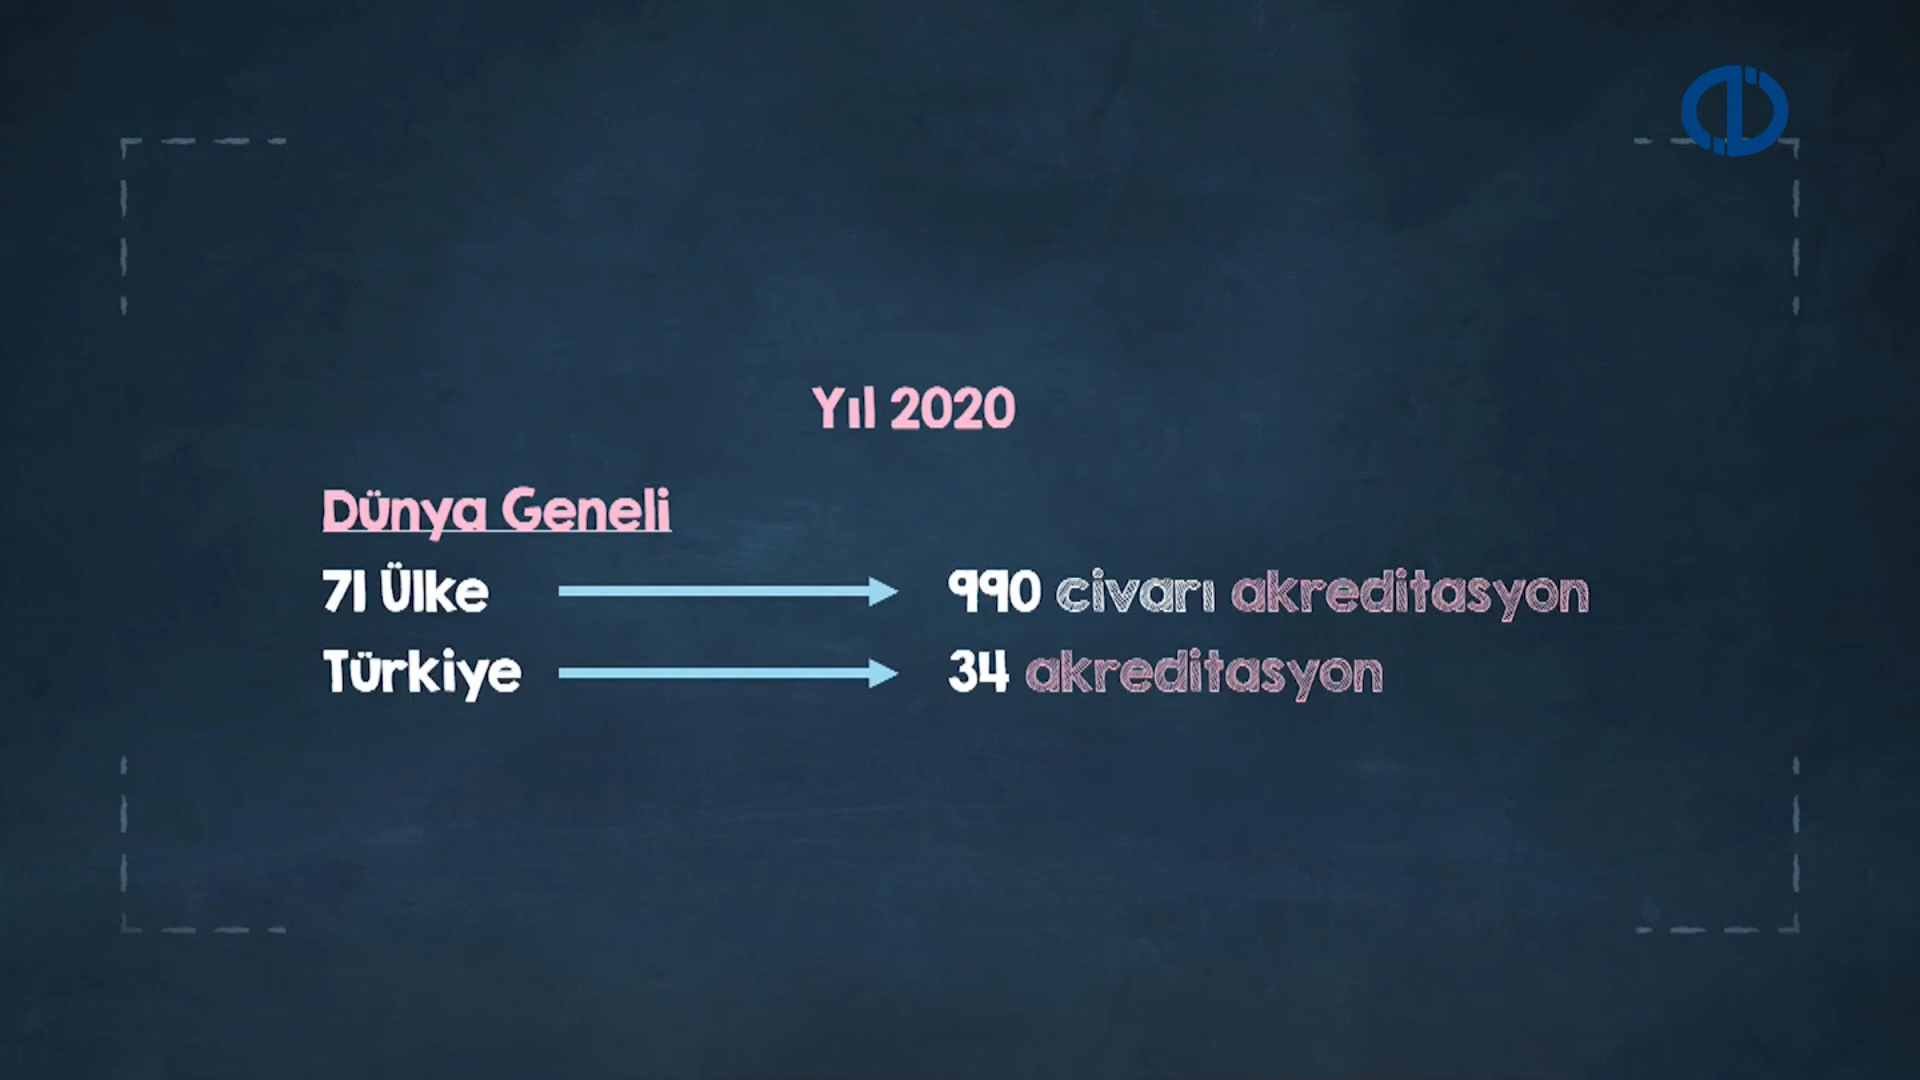 Yıl 2020
Dünya Geneli
71 Ülke 990 civarı akreditasyon
Türkiye 34 akreditasyon